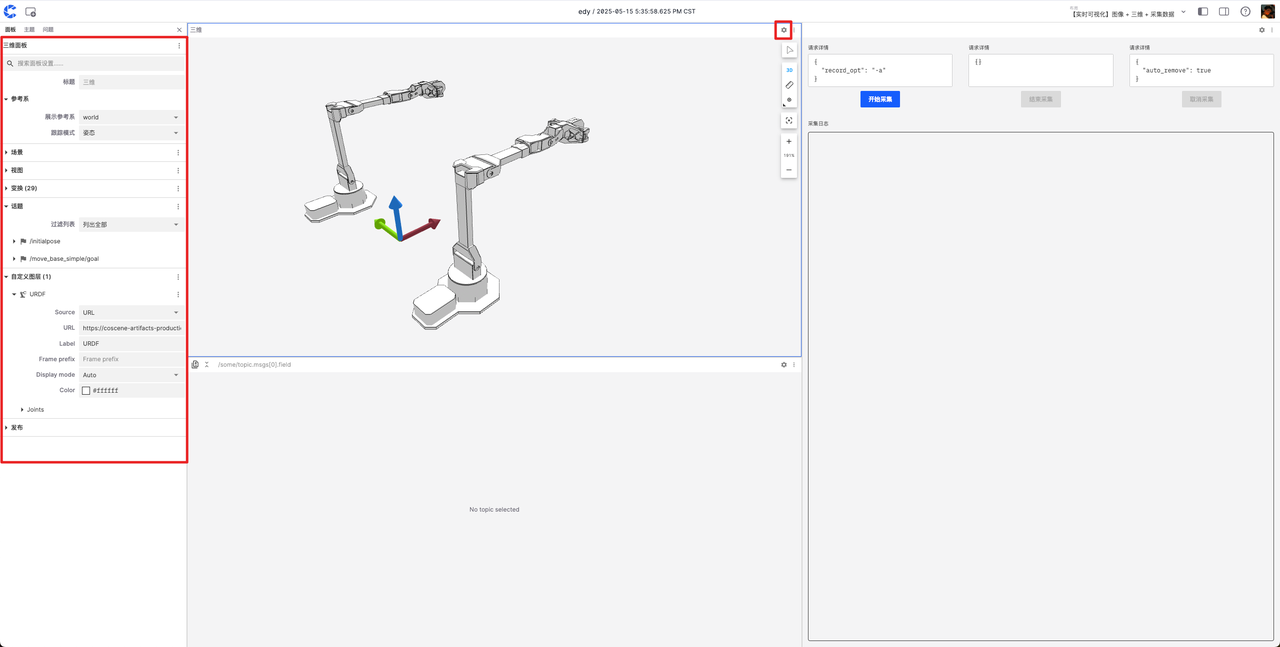 edy / 2025-05-15 5:35:58.625 PM CST
【实时可视化】图像 + 三维 + 采集数据
面板 主题 问题
三维面板
搜索面板设置……
标题 三维
参考系
展示参考系 world
跟踪模式 姿态
场景
视图
变换 (29)
话题
过滤列表 列出全部
/initialpose
/move_base_simple/goal
自定义图层 (1)
URDF
Source URL
URL https://coscene-artifacts-producti
Label URDF
Frame prefix Frame prefix
Display mode Auto
Color #ffffff
Joints
发布
三维
3D
191%
/some/topic.msgs[0].field
No topic selected
请求详情
{
"record_opt": "-a"
}
开始采集
请求详情
{}
结束采集
请求详情
{
"auto_remove": true
}
取消采集
采集日志